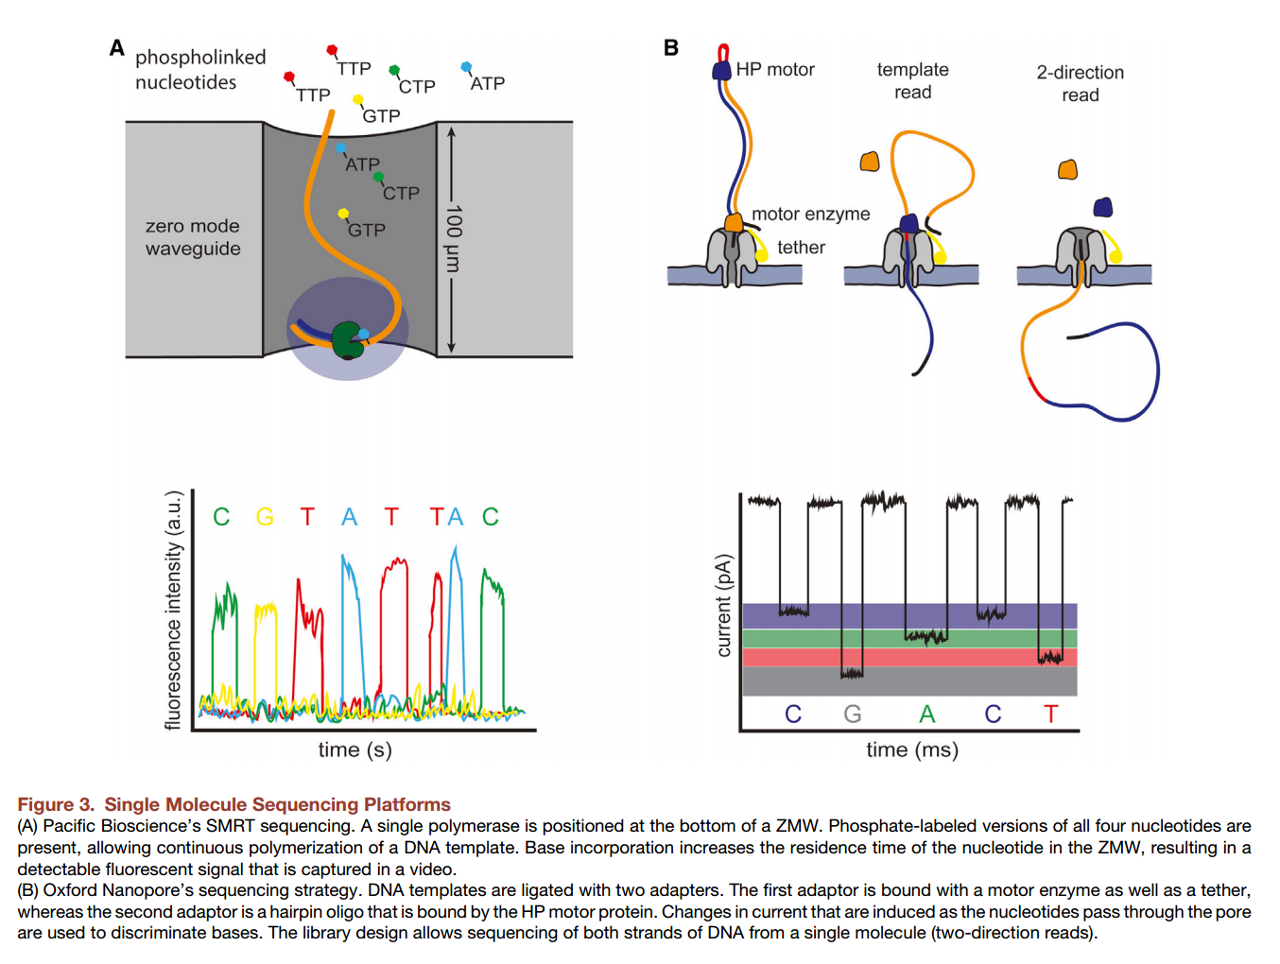 A
phospholinked
nucleotides
TTP
TTP
CTP
ATP
GTP
ATP
CTP
GTP
zero mode
waveguide
100 µm
fluorescence intensity (a.u.)
C G T A T T A C
time (s)
B
HP motor
template
read
2-direction
read
motor enzyme
tether
current (pA)
C G A C T
time (ms)
Figure 3. Single Molecule Sequencing Platforms
(A) Pacific Bioscience's SMRT sequencing. A single polymerase is positioned at the bottom of a ZMW. Phosphate-labeled versions of all four nucleotides are
present, allowing continuous polymerization of a DNA template. Base incorporation increases the residence time of the nucleotide in the ZMW, resulting in a
detectable fluorescent signal that is captured in a video.
(B) Oxford Nanopore's sequencing strategy. DNA templates are ligated with two adapters. The first adaptor is bound with a motor enzyme as well as a tether,
whereas the second adaptor is a hairpin oligo that is bound by the HP motor protein. Changes in current that are induced as the nucleotides pass through the pore
are used to discriminate bases. The library design allows sequencing of both strands of DNA from a single molecule (two-direction reads).